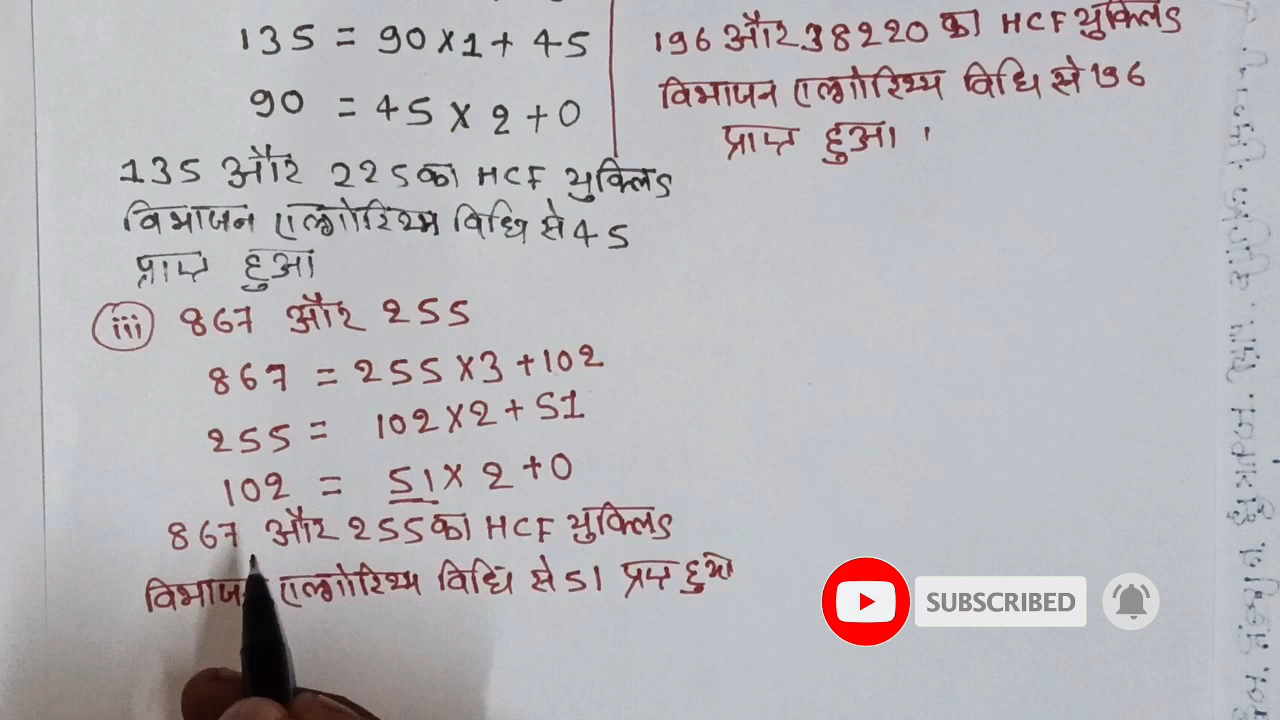 135 = 90 × 1 + 45
90 = 45 × 2 + 0
135 और 225 का HCF युक्लिड
विभाजन एल्गोरिथ्म विधि से 45
प्राप्त हुआ
196 और 38220 का HCF युक्लिड
विभाजन एल्गोरिथ्म विधि से 196
प्राप्त हुआ ।
iii 867 और 255
867 = 255 × 3 + 102
255 = 102 × 2 + 51
102 = 51 × 2 + 0
867 और 255 का HCF युक्लिड
विभाजन एल्गोरिथ्म विधि से 51 प्राप्त हुआ
SUBSCRIBED